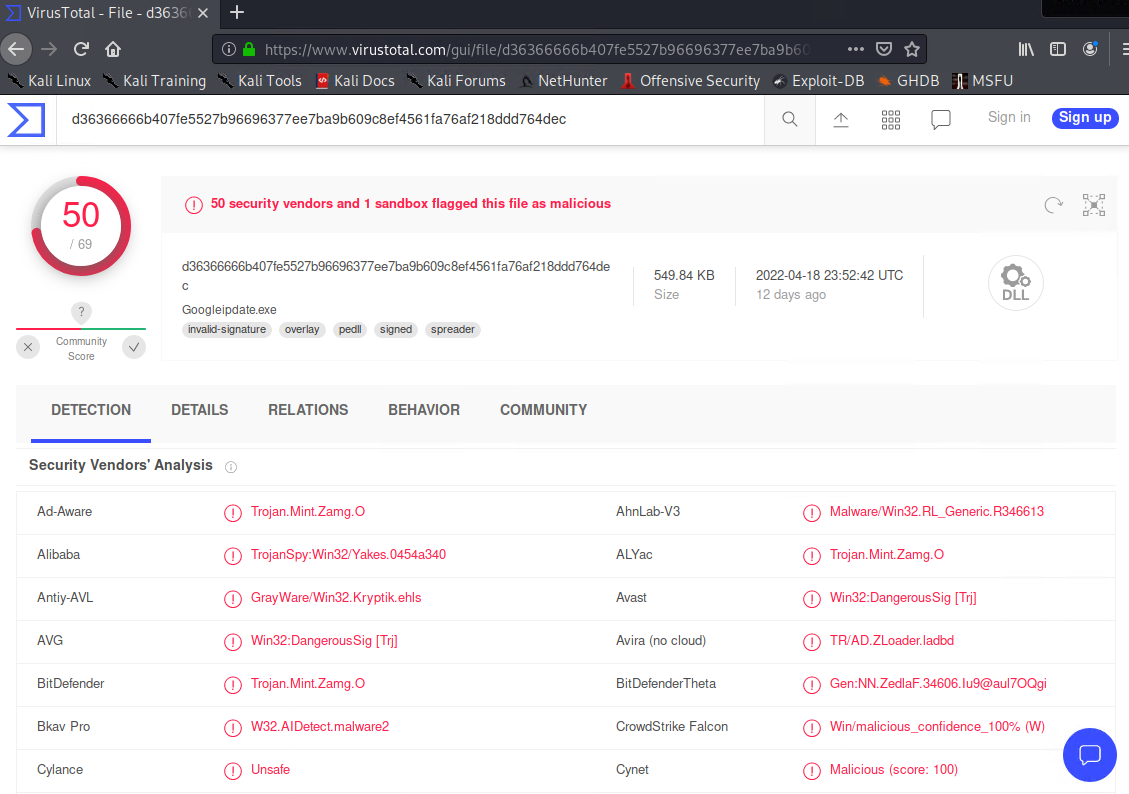 VirusTotal - File - d3636
https://www.virustotal.com/gui/file/d36366666b407fe5527b96696377ee7ba9b60
Kali Linux Kali Training Kali Tools Kali Docs Kali Forums NetHunter Offensive Security Exploit-DB GHDB MSFU
d36366666b407fe5527b96696377ee7ba9b609c8ef4561fa76af218ddd764dec
Sign in
Sign up
50
/ 69
? 
Community
Score
50 security vendors and 1 sandbox flagged this file as malicious
d36366666b407fe5527b96696377ee7ba9b609c8ef4561fa76af218ddd764de
c
Googleipdate.exe
invalid-signature overlay pedll signed spreader
549.84 KB
Size
2022-04-18 23:52:42 UTC
12 days ago
DLL
DETECTION DETAILS RELATIONS BEHAVIOR COMMUNITY
Security Vendors' Analysis
Ad-Aware Trojan.Mint.Zamg.O AhnLab-V3 Malware/Win32.RL_Generic.R346613
Alibaba TrojanSpy:Win32/Yakes.0454a340 ALYac Trojan.Mint.Zamg.O
Antiy-AVL GrayWare/Win32.Kryptik.ehls Avast Win32:DangerousSig [Trj]
AVG Win32:DangerousSig [Trj] Avira (no cloud) TR/AD.ZLoader.ladbd
BitDefender Trojan.Mint.Zamg.O BitDefenderTheta Gen:NN.ZedlaF.34606.Iu9@aul7OQgi
Bkav Pro W32.AIDetect.malware2 CrowdStrike Falcon Win/malicious_confidence_100% (W)
Cylance Unsafe Cynet Malicious (score: 100)